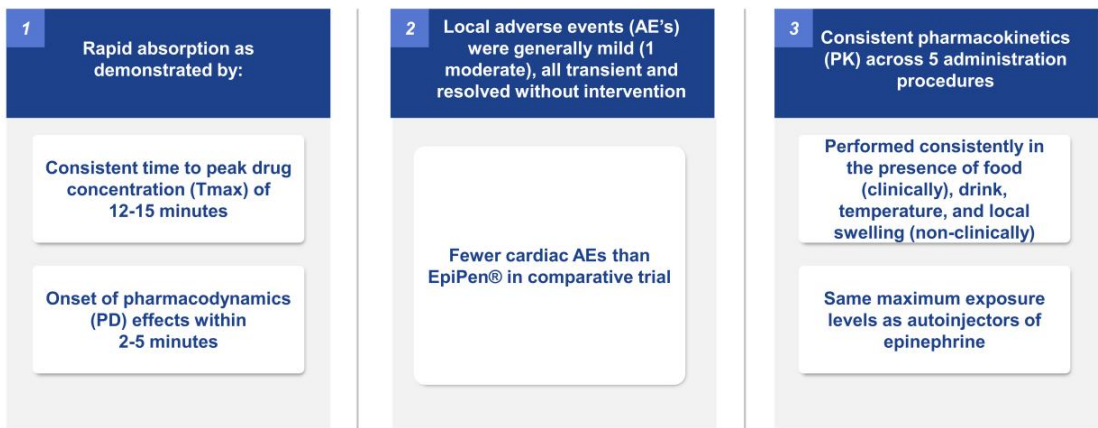 1
Rapid absorption as
demonstrated by:
Consistent time to peak drug
concentration (Tmax) of
12-15 minutes
Onset of pharmacodynamics
(PD) effects within
2-5 minutes
2
Local adverse events (AE’s)
were generally mild (1
moderate), all transient and
resolved without intervention
Fewer cardiac AEs than
EpiPen® in comparative trial
3
Consistent pharmacokinetics
(PK) across 5 administration
procedures
Performed consistently in
the presence of food
(clinically), drink,
temperature, and local
swelling (non-clinically)
Same maximum exposure
levels as autoinjectors of
epinephrine